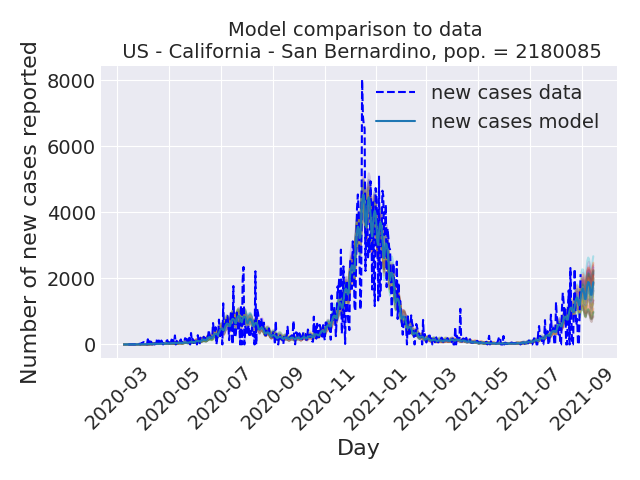 Model comparison to data
US - California - San Bernardino, pop. = 2180085
Number of new cases reported
8000
6000
4000
2000
0
new cases data
new cases model
2020-03
2020-05
2020-07
2020-09
2020-11
2021-01
2021-03
2021-05
2021-07
2021-09
Day